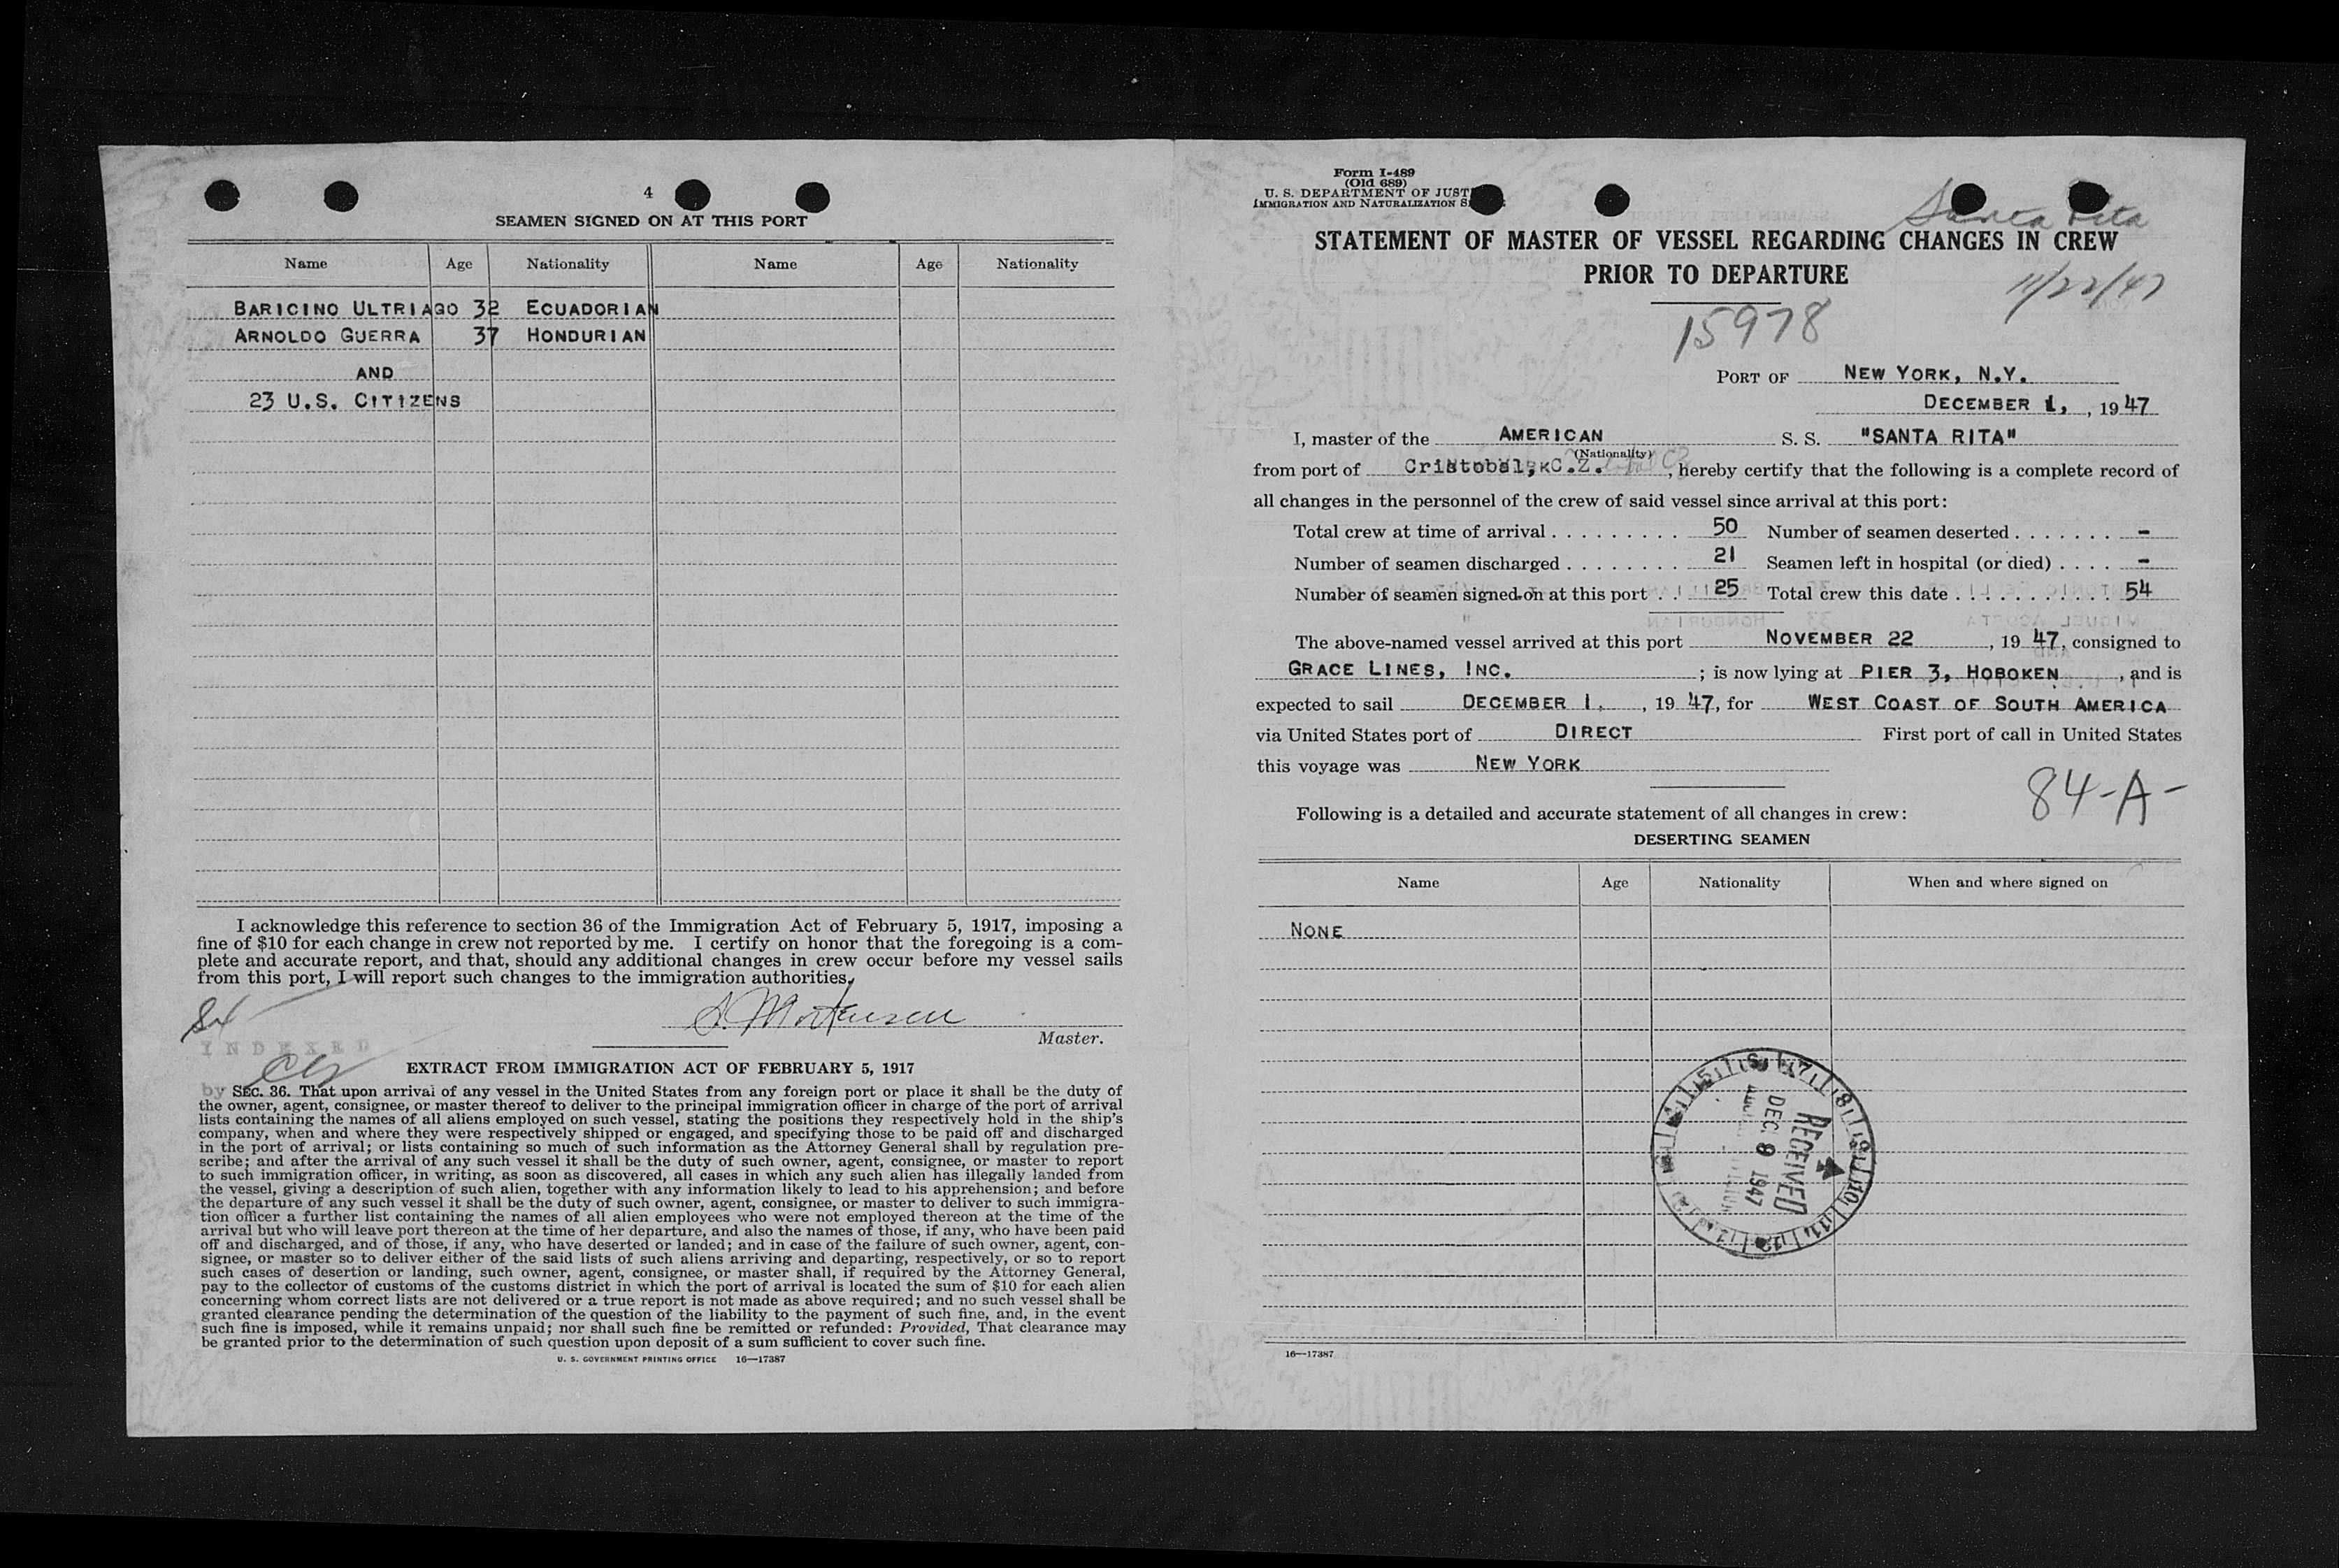 4
SEAMEN SIGNED ON AT THIS PORT
Name Age Nationality Name Age Nationality
BARICINO ULTRIAGO 32 ECUADORIAN
ARNOLDO GUERRA 37 HONDURIAN
AND
23 U.S. CITIZENS
I acknowledge this reference to section 36 of the Immigration Act of February 5, 1917, imposing a
fine of $10 for each change in crew not reported by me. I certify on honor that the foregoing is a com-
plete and accurate report, and that, should any additional changes in crew occur before my vessel sails
from this port, I will report such changes to the immigration authorities.
Master.
INDEXED
EXTRACT FROM IMMIGRATION ACT OF FEBRUARY 5, 1917
by SEC. 36. That upon arrival of any vessel in the United States from any foreign port or place it shall be the duty of
the owner, agent, consignee, or master thereof to deliver to the principal immigration officer in charge of the port of arrival
lists containing the names of all aliens employed on such vessel, stating the positions they respectively hold in the ship's
company, when and where they were respectively shipped or engaged, and specifying those to be paid off and discharged
in the port of arrival; or lists containing so much of such information as the Attorney General shall by regulation pre-
scribe; and after the arrival of any such vessel it shall be the duty of such owner, agent, consignee, or master to report
to such immigration officer, in writing, as soon as discovered, all cases in which any such alien has illegally landed from
the vessel, giving a description of such alien, together with any information likely to lead to his apprehension; and before
the departure of any such vessel it shall be the duty of such owner, agent, consignee, or master to deliver to such immigra-
tion officer a further list containing the names of all alien employees who were not employed thereon at the time of the
arrival but who will leave port thereon at the time of her departure, and also the names of those, if any, who have been paid
off and discharged, and of those, if any, who have deserted or landed; and in case of the failure of such owner, agent, con-
signee, or master so to deliver either of the said lists of such aliens arriving and departing, respectively, or so to report
such cases of desertion or landing, such owner, agent, consignee, or master shall, if required by the Attorney General,
pay to the collector of customs of the customs district in which the port of arrival is located the sum of $10 for each alien
concerning whom correct lists are not delivered or a true report is not made as above required; and no such vessel shall be
granted clearance pending the determination of the question of the liability to the payment of such fine, and, in the event
such fine is imposed, while it remains unpaid; nor shall such fine be remitted or refunded: Provided, That clearance may
be granted prior to the determination of such question upon deposit of a sum sufficient to cover such fine.
U. S. GOVERNMENT PRINTING OFFICE 16—17387
Form I-489
(Old 689)
U. S. DEPARTMENT OF JUST
IMMIGRATION AND NATURALIZATION S
Santa Rita
STATEMENT OF MASTER OF VESSEL REGARDING CHANGES IN CREW
PRIOR TO DEPARTURE
11/22/47
15978
PORT OF NEW YORK, N.Y.
DECEMBER 1, , 1947
I, master of the AMERICAN S. S. "SANTA RITA"
(Nationality)
from port of Cristobal, C.Z. , hereby certify that the following is a complete record of
all changes in the personnel of the crew of said vessel since arrival at this port:
Total crew at time of arrival . . . . . . . . . 50 Number of seamen deserted . . . . . . . -
Number of seamen discharged . . . . . . . . 21 Seamen left in hospital (or died) . . . . -
Number of seamen signed on at this port . . 25 Total crew this date . . . . . . . . . . . 54
The above-named vessel arrived at this port NOVEMBER 22 , 1947, consigned to
GRACE LINES, INC. ; is now lying at PIER 3, HOBOKEN , and is
expected to sail DECEMBER 1, , 1947, for WEST COAST OF SOUTH AMERICA
via United States port of DIRECT First port of call in United States
this voyage was NEW YORK
84-A-
Following is a detailed and accurate statement of all changes in crew:
DESERTING SEAMEN
Name Age Nationality When and where signed on
NONE
RECEIVED
DEC 8 1947
16—17387